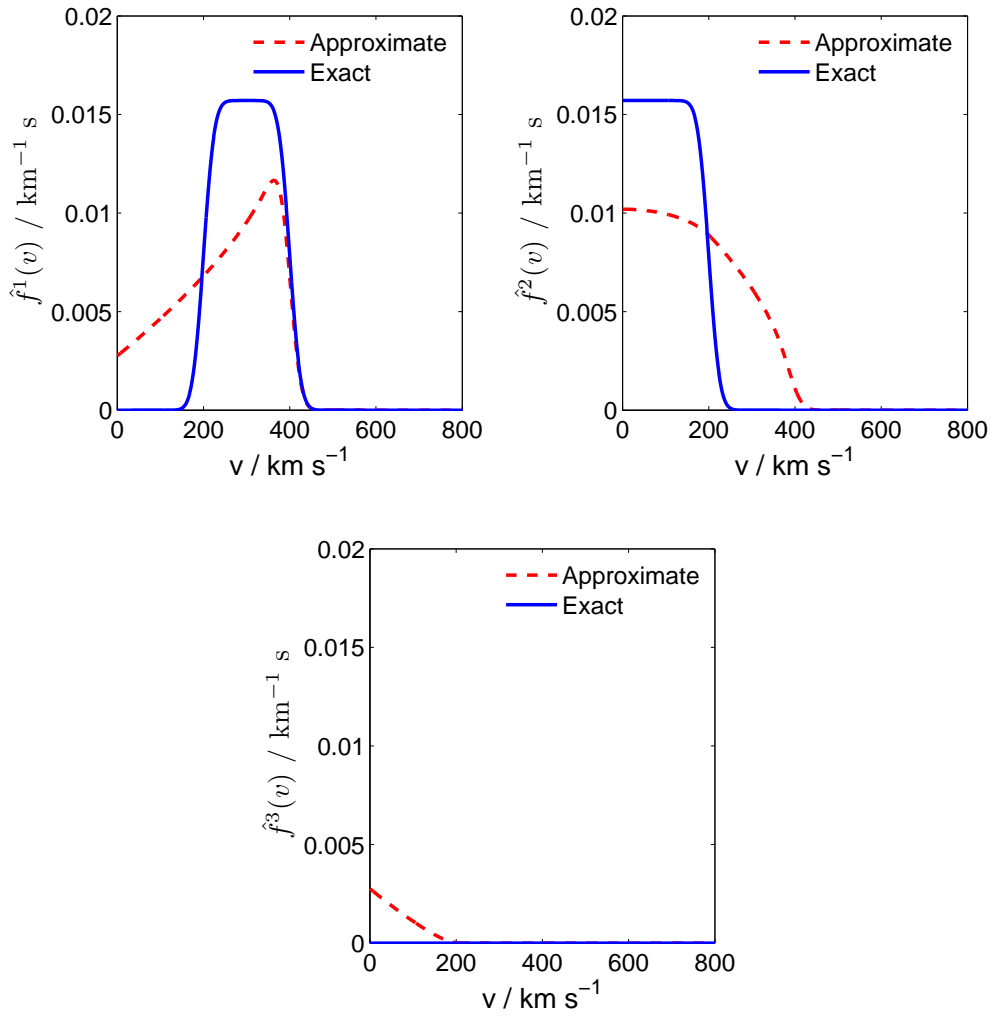 0.02
0.015
0.01
0.005
0
0 200 400 600 800
v / km s⁻¹
f̂¹(v) / km⁻¹ s
Approximate
Exact
0.02
0.015
0.01
0.005
0
0 200 400 600 800
v / km s⁻¹
f̂²(v) / km⁻¹ s
Approximate
Exact
0.02
0.015
0.01
0.005
0
0 200 400 600 800
v / km s⁻¹
f̂³(v) / km⁻¹ s
Approximate
Exact